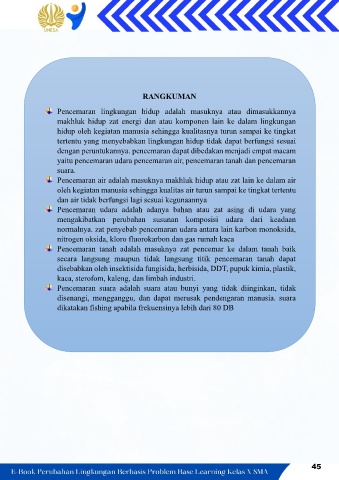 UNESA
RANGKUMAN
Pencemaran lingkungan hidup adalah masuknya atau dimasukkannya
makhluk hidup zat energi dan atau komponen lain ke dalam lingkungan
hidup oleh kegiatan manusia sehingga kualitasnya turun sampai ke tingkat
tertentu yang menyebabkan lingkungan hidup tidak dapat berfungsi sesuai
dengan peruntukannya. pencemaran dapat dibedakan menjadi empat macam
yaitu pencemaran udara pencemaran air, pencemaran tanah dan pencemaran
suara.
Pencemaran air adalah masuknya makhluk hidup atau zat lain ke dalam air
oleh kegiatan manusia sehingga kualitas air turun sampai ke tingkat tertentu
dan air tidak berfungsi lagi sesuai kegunaannya
Pencemaran udara adalah adanya bahan atau zat asing di udara yang
mengakibatkan perubahan susunan komposisi udara dari keadaan
normalnya. zat penyebab pencemaran udara antara lain karbon monoksida,
nitrogen oksida, kloro fluorokarbon dan gas rumah kaca
Pencemaran tanah adalah masuknya zat pencemar ke dalam tanah baik
secara langsung maupun tidak langsung titik pencemaran tanah dapat
disebabkan oleh insektisida fungisida, herbisida, DDT, pupuk kimia, plastik,
kaca, sterofom, kaleng, dan limbah industri.
Pencemaran suara adalah suara atau bunyi yang tidak diinginkan, tidak
disenangi, mengganggu, dan dapat merusak pendengaran manusia. suara
dikatakan fishing apabila frekuensinya lebih dari 80 DB
E-Book Perubahan Lingkungan Berbasis Problem Base Learning Kelas X SMA
45